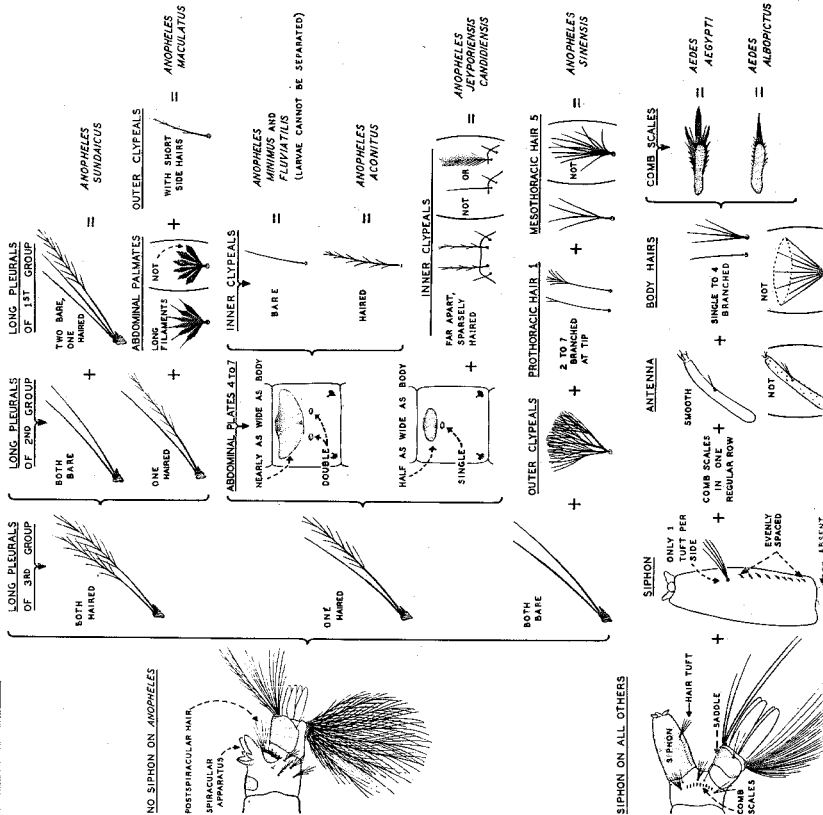 NO SIPHON ON ANOPHELES
POSTSPIRACULAR HAIR
SPIRACULAR
APPARATUS
LONG PLEURALS
OF 3RD GROUP
BOTH
HAIRED
ONE
HAIRED
BOTH
BARE
LONG PLEURALS
OF 2ND GROUP
BOTH
BARE
+
LONG PLEURALS
OF 1ST GROUP
TWO BARE,
ONE
HAIRED
=
ANOPHELES
SUNDAICUS
ONE
HAIRED
+
ABDOMINAL PALMATES
LONG
FILAMENTS
NOT
+
OUTER CLYPEALS
WITH SHORT
SIDE HAIRS
=
ANOPHELES
MACULATUS
ABDOMINAL PLATES 4 TO 7
NEARLY AS WIDE AS BODY
DOUBLE
INNER CLYPEALS
BARE
=
ANOPHELES
MINIMUS AND
FLUVIATILIS
(LARVAE CANNOT BE SEPARATED)
HAIRED
=
ANOPHELES
ACONITUS
HALF AS WIDE AS BODY
SINGLE
+
INNER CLYPEALS
FAR APART,
SPARSELY
HAIRED
NOT
OR
=
ANOPHELES
JEYPORIENSIS
CANDIDIENSIS
+
OUTER CLYPEALS
+
PROTHORACIC HAIR 1
2 TO 7
BRANCHED
AT TIP
+
MESOTHORACIC HAIR 5
NOT
=
ANOPHELES
SINENSIS
SIPHON ON ALL OTHERS
SIPHON
HAIR TUFT
SADDLE
COMB
SCALES
+
SIPHON
ONLY 1
TUFT PER
SIDE
EVENLY
SPACED
ABSENT
+
COMB SCALES
IN ONE
REGULAR ROW
+
ANTENNA
SMOOTH
NOT
+
BODY HAIRS
SINGLE TO 4
BRANCHED
NOT
COMB SCALES
=
AEDES
AEGYPTI
=
AEDES
ALBOPICTUS